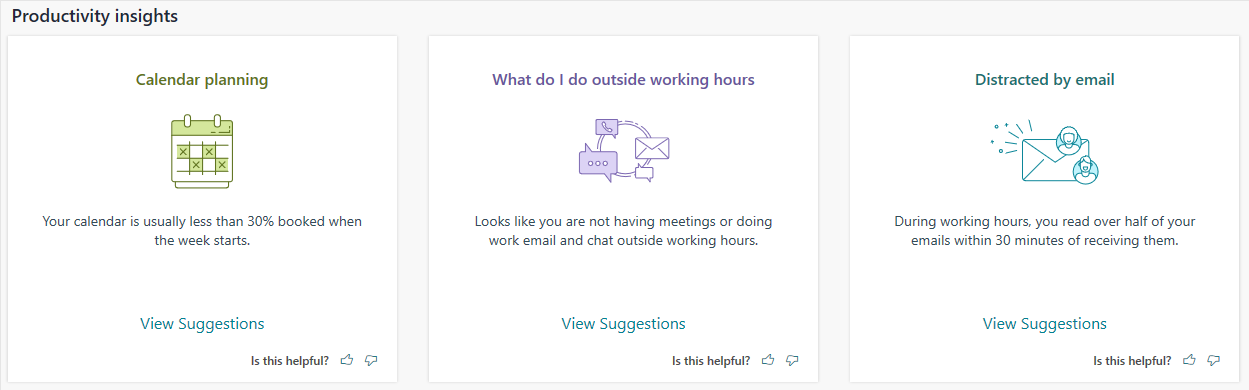 Productivity insights
Calendar planning
Your calendar is usually less than 30% booked when
the week starts.
View Suggestions
Is this helpful?
What do I do outside working hours
Looks like you are not having meetings or doing
work email and chat outside working hours.
View Suggestions
Is this helpful?
Distracted by email
During working hours, you read over half of your
emails within 30 minutes of receiving them.
View Suggestions
Is this helpful?